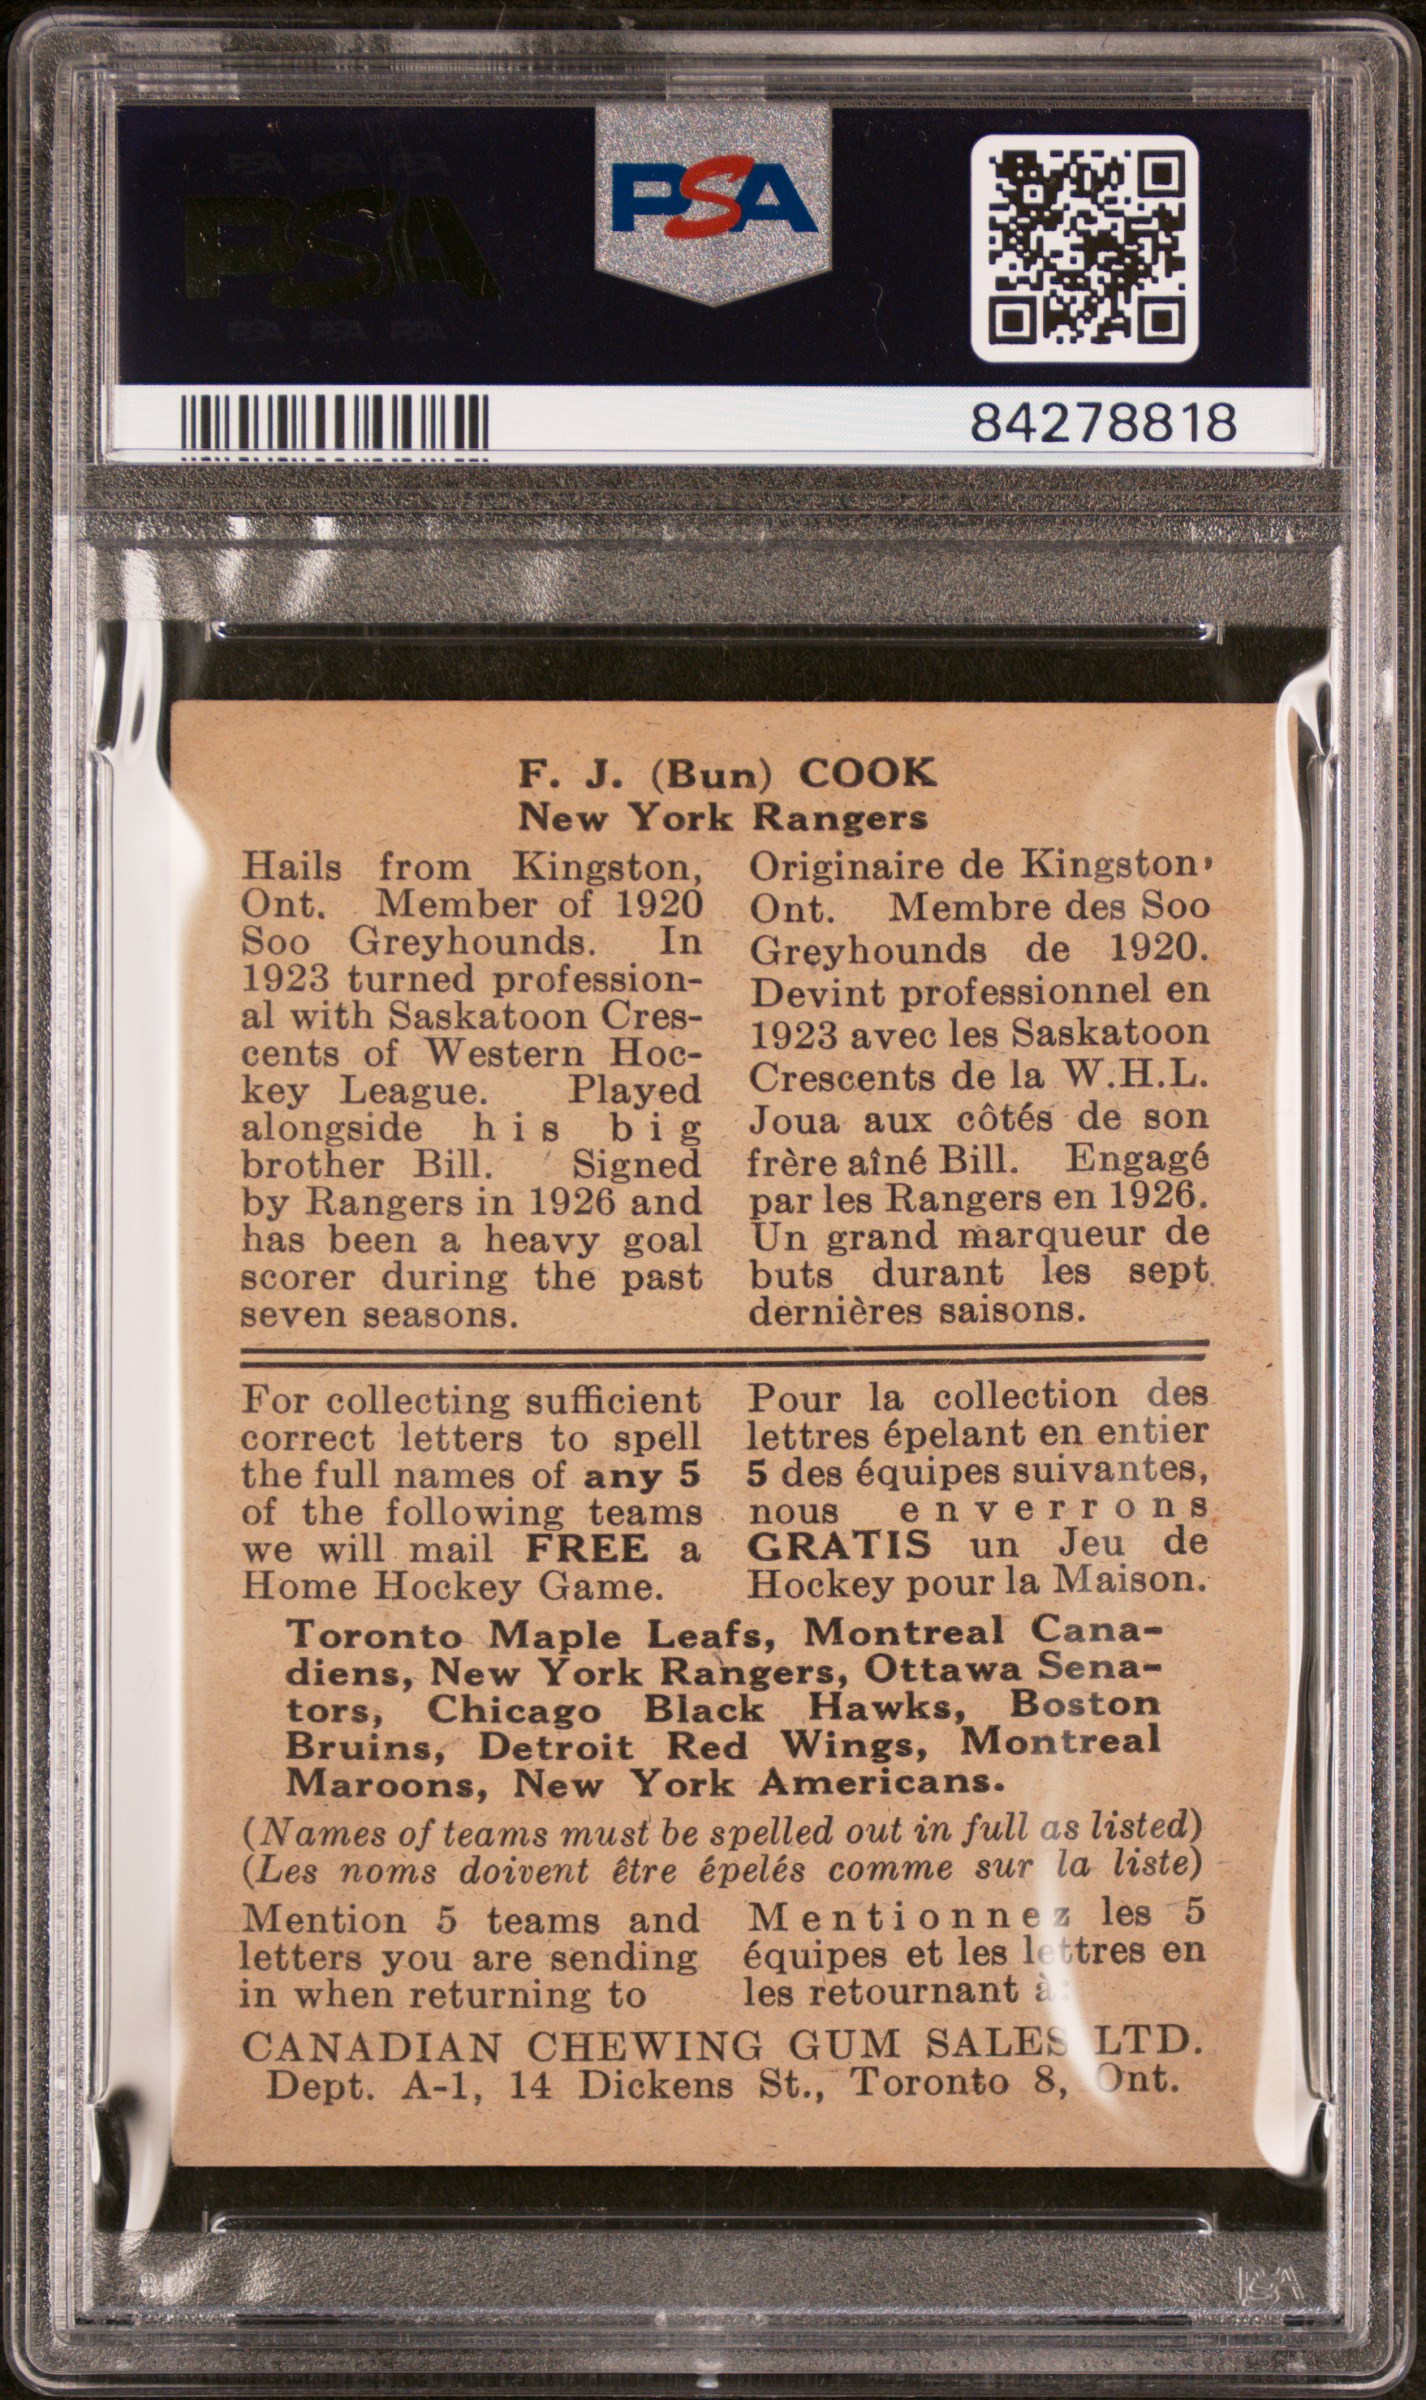 PSA
PSA
84278818
F. J. (Bun) COOK
New York Rangers
Hails from Kingston,
Ont. Member of 1920
Soo Greyhounds. In
1923 turned profession-
al with Saskatoon Cres-
cents of Western Hoc-
key League. Played
alongside his big
brother Bill. Signed
by Rangers in 1926 and
has been a heavy goal
scorer during the past
seven seasons.
Originaire de Kingston,
Ont. Membre des Soo
Greyhounds de 1920.
Devint professionnel en
1923 avec les Saskatoon
Crescents de la W.H.L.
Joua aux côtés de son
frère aîné Bill. Engagé
par les Rangers en 1926.
Un grand marqueur de
buts durant les sept
dernières saisons.
For collecting sufficient
correct letters to spell
the full names of any 5
of the following teams
we will mail FREE a
Home Hockey Game.
Pour la collection des
lettres épelant en entier
5 des équipes suivantes,
nous enverrons
GRATIS un Jeu de
Hockey pour la Maison.
Toronto Maple Leafs, Montreal Cana-
diens, New York Rangers, Ottawa Sena-
tors, Chicago Black Hawks, Boston
Bruins, Detroit Red Wings, Montreal
Maroons, New York Americans.
(Names of teams must be spelled out in full as listed)
(Les noms doivent être épelés comme sur la liste)
Mention 5 teams and
letters you are sending
in when returning to
Mentionnez les 5
équipes et les lettres en
les retournant à:
CANADIAN CHEWING GUM SALES LTD.
Dept. A-1, 14 Dickens St., Toronto 8, Ont.
PSA